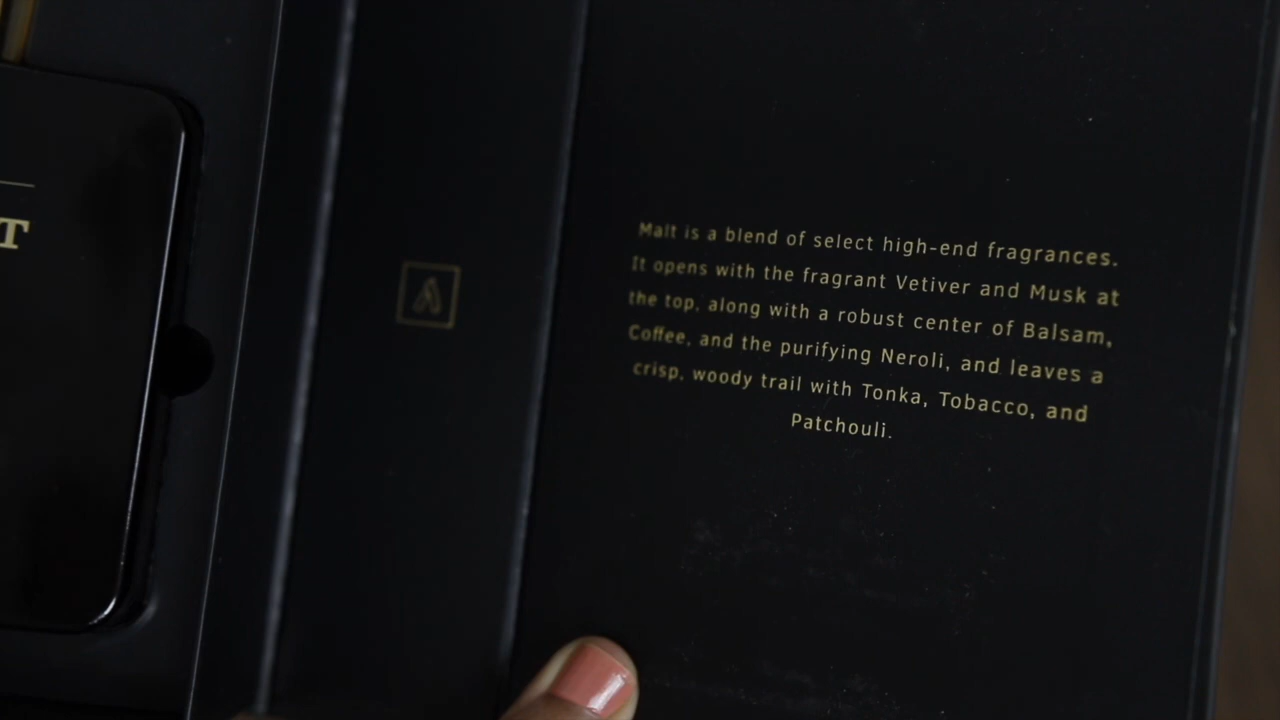 T
Malt is a blend of select high-end fragrances.
It opens with the fragrant Vetiver and Musk at
the top, along with a robust center of Balsam,
Coffee, and the purifying Neroli, and leaves a
crisp, woody trail with Tonka, Tobacco, and
Patchouli.